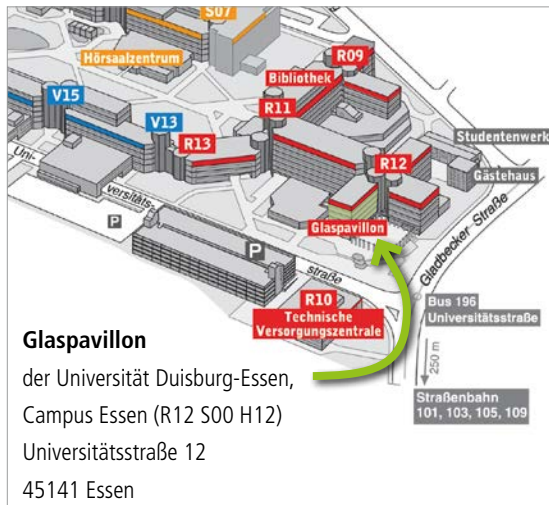 S07
Hörsaalzentrum
R09
Bibliothek
R11
V15
V13
R13
Studentenwerk
R12
Gästehaus
Uni-
versitäts-
straße
P
P
Glaspavillon
Gladbecker Straße
R10
Technische
Versorgungszentrale
Bus 196
Universitätsstraße
250 m
Straßenbahn
101, 103, 105, 109
Glaspavillon
der Universität Duisburg-Essen,
Campus Essen (R12 S00 H12)
Universitätsstraße 12
45141 Essen